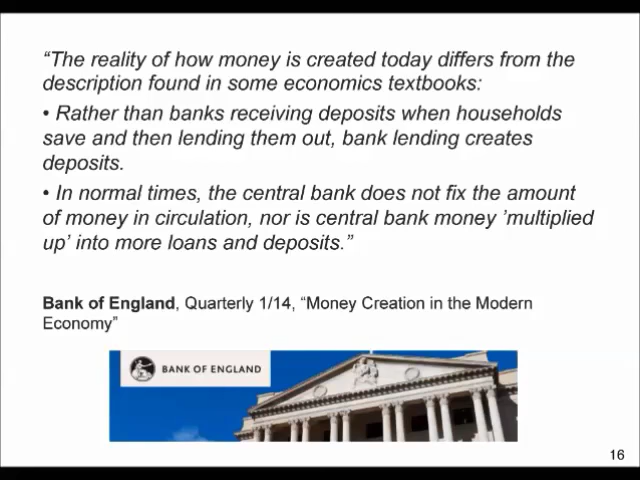 “The reality of how money is created today differs from the
description found in some economics textbooks:
• Rather than banks receiving deposits when households
save and then lending them out, bank lending creates
deposits.
• In normal times, the central bank does not fix the amount
of money in circulation, nor is central bank money ’multiplied
up’ into more loans and deposits.”
Bank of England, Quarterly 1/14, “Money Creation in the Modern
Economy”
BANK OF ENGLAND
16